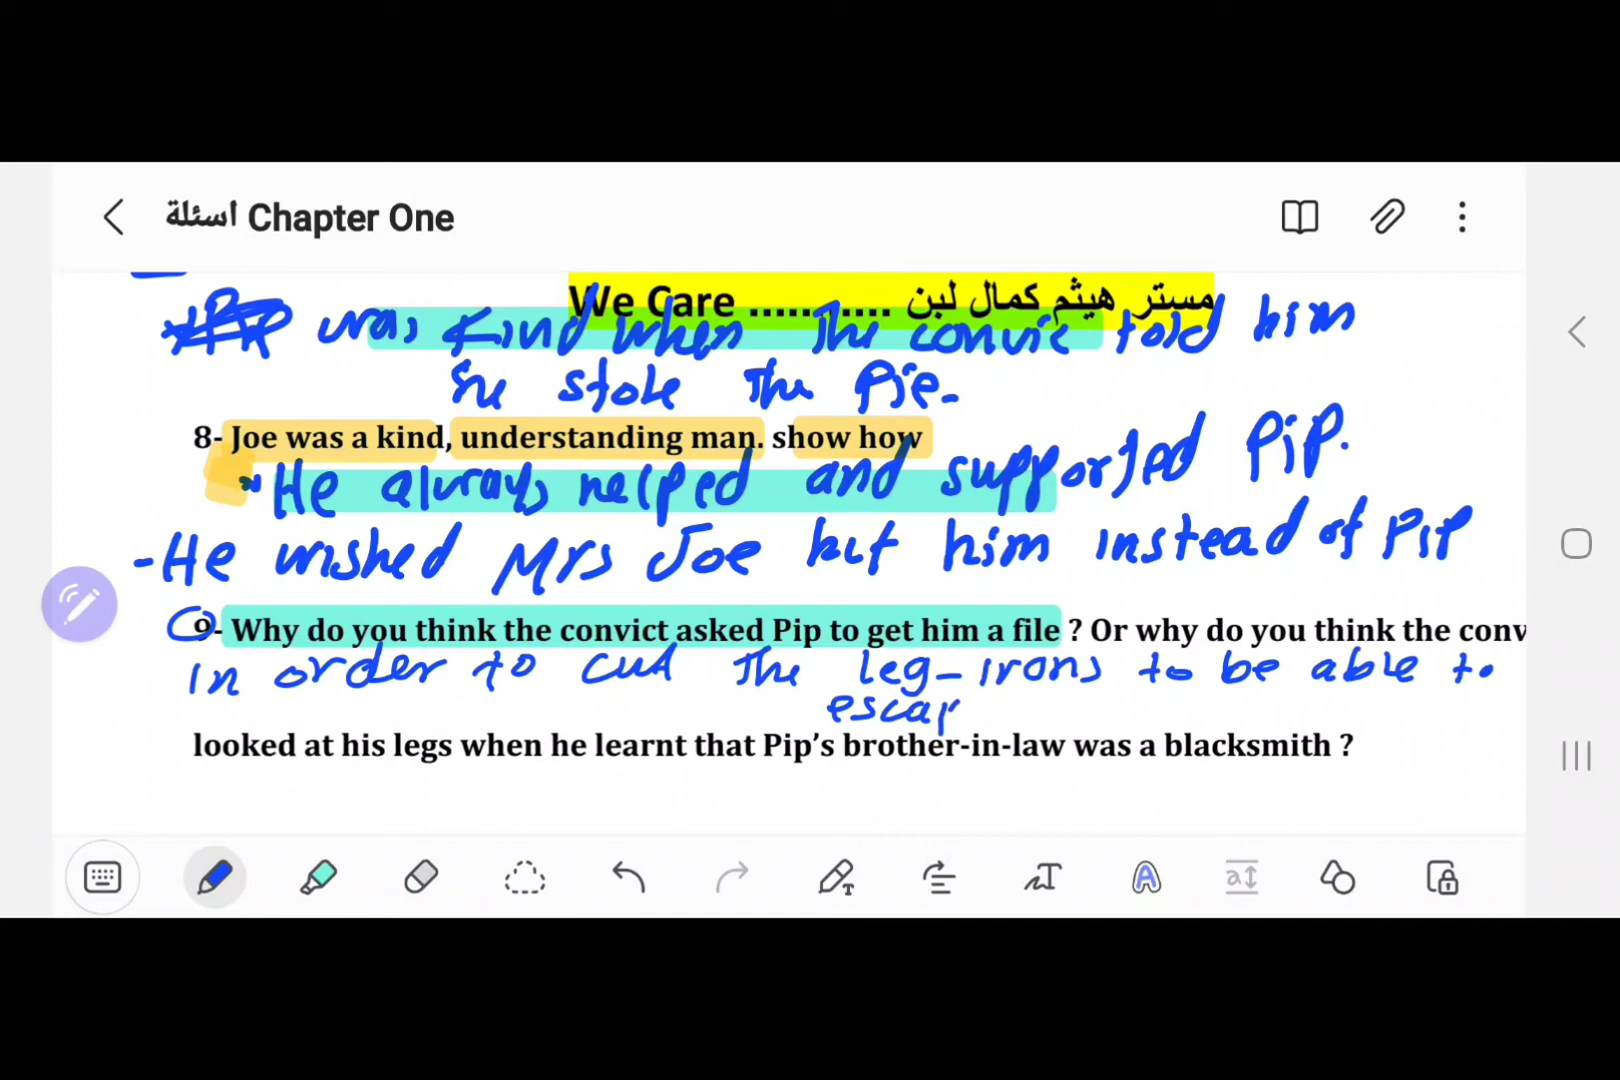 اسئلة Chapter One
We Care ........... مستر هيثم كمال لبن
was kind when the convic told him
he stole the pie.
8- Joe was a kind, understanding man. show how
He always helped and supported Pip.
- He wished Mrs Joe hit him instead of Pip
9- Why do you think the convict asked Pip to get him a file ? Or why do you think the conv
in order to cut the leg-irons to be able to
escap
looked at his legs when he learnt that Pip's brother-in-law was a blacksmith ?